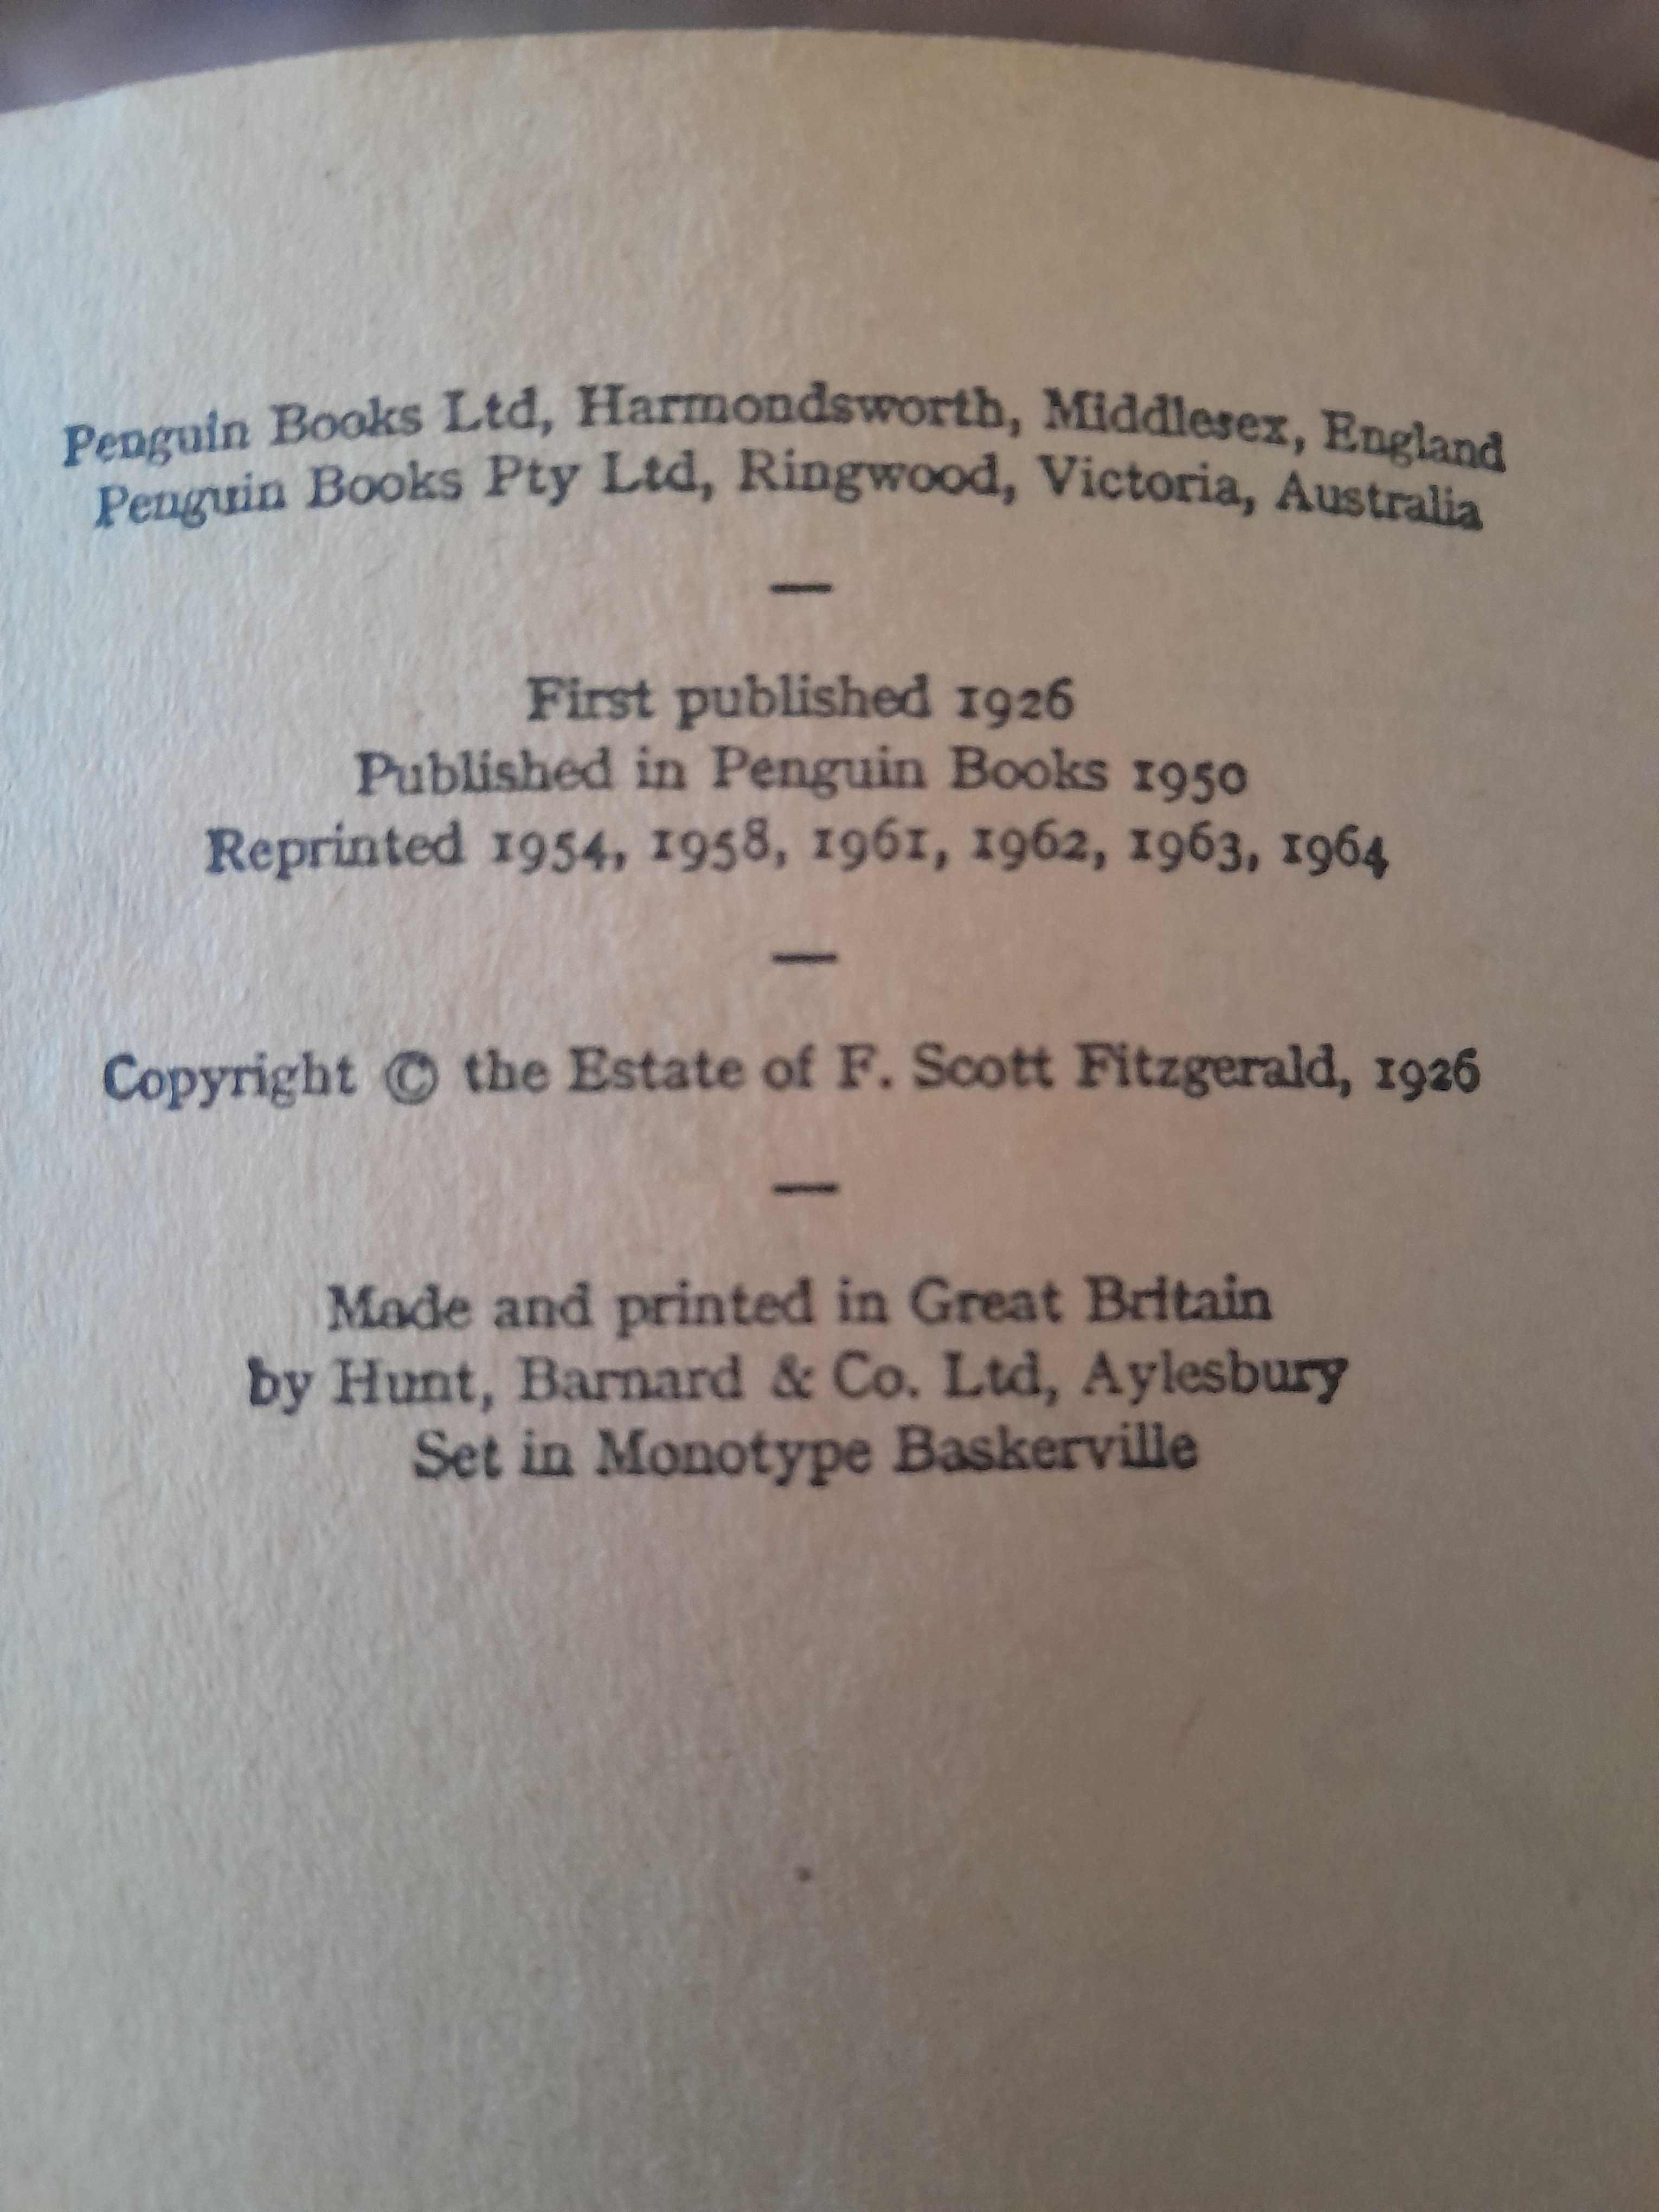 Penguin Books Ltd, Harmondsworth, Middlesex, England
Penguin Books Pty Ltd, Ringwood, Victoria, Australia
—
First published 1926
Published in Penguin Books 1950
Reprinted 1954, 1958, 1961, 1962, 1963, 1964
—
Copyright © the Estate of F. Scott Fitzgerald, 1926
—
Made and printed in Great Britain
by Hunt, Barnard & Co. Ltd, Aylesbury
Set in Monotype Baskerville